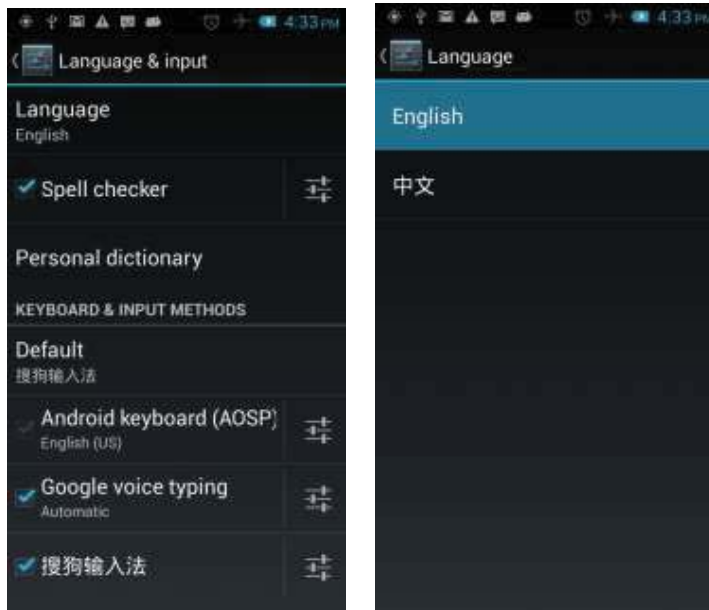 4:33 PM
Language & input
Language
English
Spell checker
Personal dictionary
KEYBOARD & INPUT METHODS
Default
搜狗输入法
Android keyboard (AOSP)
English (US)
Google voice typing
Automatic
搜狗输入法
4:33 PM
Language
English
中文